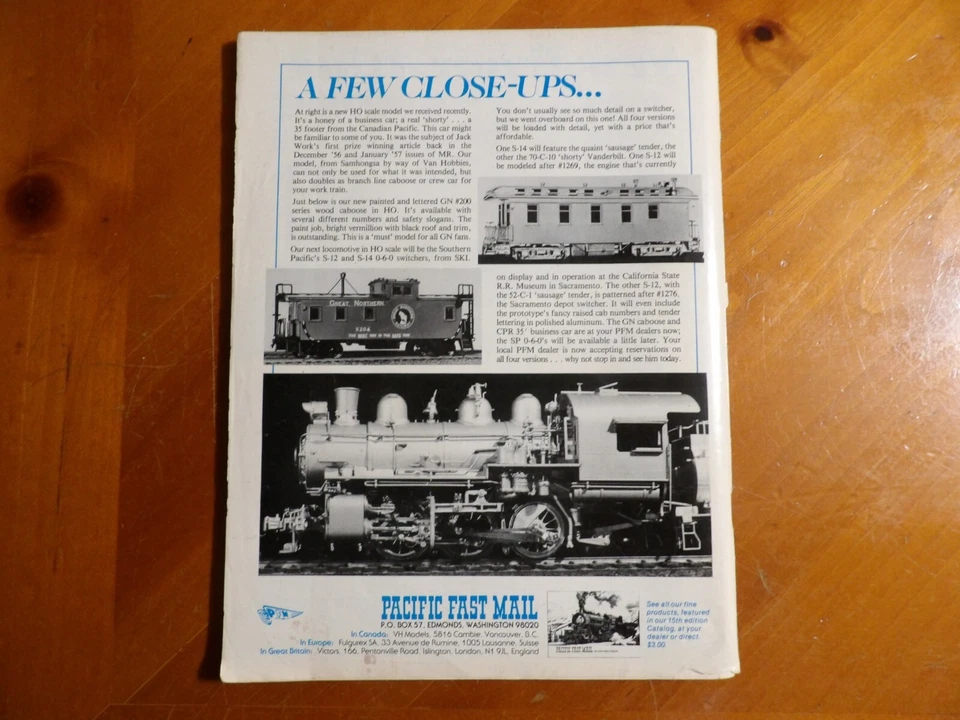 A FEW CLOSE-UPS...
At right is a new HO scale model we received recently.
It's a honey of a business car; a real 'shorty' . . . a
35 footer from the Canadian Pacific. This car might
be familiar to some of you. It was the subject of Jack
Work's first prize winning article back in the
December '56 and January '57 issues of MR. Our
model, from Samhongsa by way of Van Hobbies,
can not only be used for what it was intended, but
also doubles as branch line caboose or crew car for
your work train.
Just below is our new painted and lettered GN #200
series wood caboose in HO. It's available with
several different numbers and safety slogans. The
paint job, bright vermillion with black roof and trim,
is outstanding. This is a 'must' model for all GN fans.
Our next locomotive in HO scale will be the Southern
Pacific's S-12 and S-14 0-6-0 switchers, from SKI.
You don't usually see so much detail on a switcher,
but we went overboard on this one! All four versions
will be loaded with detail, yet with a price that's
affordable.
One S-14 will feature the quaint 'sausage' tender, the
other the 70-C-10 'shorty' Vanderbilt. One S-12 will
be modeled after #1269, the engine that's currently
on display and in operation at the California State
R.R. Museum in Sacramento. The other S-12, with
the 52-C-1 'sausage' tender, is patterned after #1276,
the Sacramento depot switcher. It will even include
the prototype's fancy raised cab numbers and tender
lettering in polished aluminum. The GN caboose and
CPR 35' business car are at your PFM dealers now;
the SP 0-6-0's will be available a little later. Your
local PFM dealer is now accepting reservations on
all four versions . . . why not stop in and see him today.
GREAT NORTHERN
X206
PFM
PACIFIC FAST MAIL
P.O. BOX 57, EDMONDS, WASHINGTON 98020
In Canada: VH Models, 5816 Cambie, Vancouver, B.C.
In Europe: Fulgurex SA, 33 Avenue de Rumine, 1005 Lausanne, Suisse
In Great Britain: Victors, 166, Pentonville Road, Islington, London, N1 9JL, England
PACIFIC FAST MAIL
See all our fine
products, featured
in our 15th edition
Catalog, at your
dealer or direct.
$3.00.